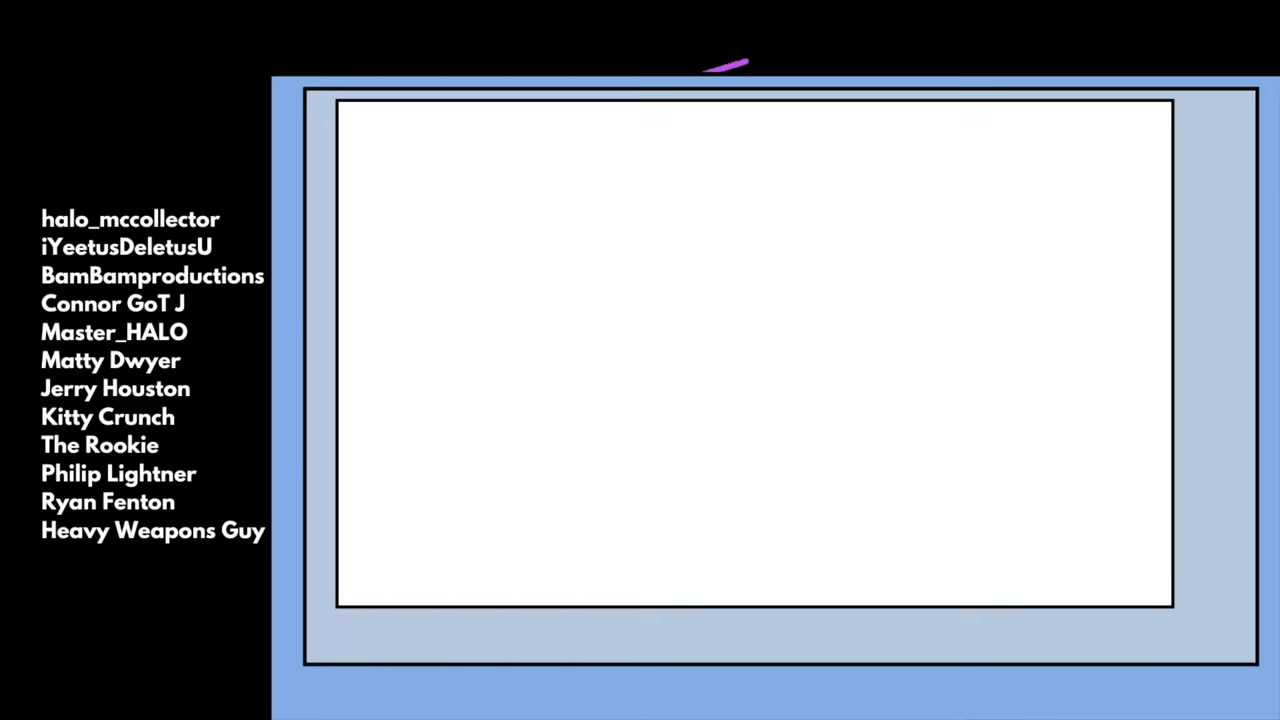 halo_mccollector
iYeetusDeletusU
BamBamproductions
Connor GoT J
Master_HALO
Matty Dwyer
Jerry Houston
Kitty Crunch
The Rookie
Philip Lightner
Ryan Fenton
Heavy Weapons Guy